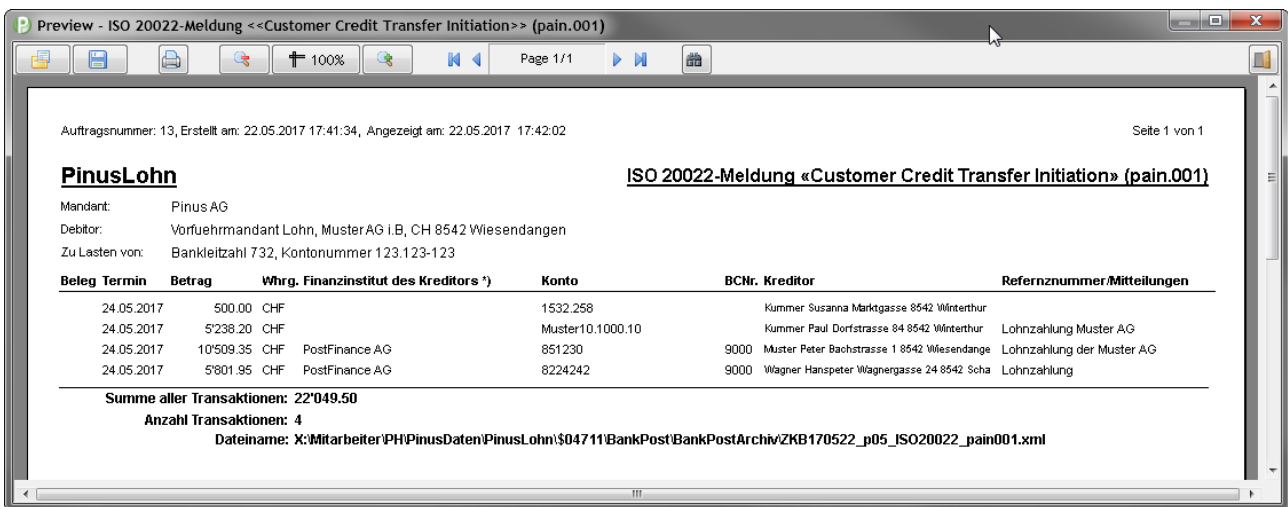 Preview - ISO 20022-Meldung <<Customer Credit Transfer Initiation>> (pain.001)
100% Page 1/1
Auftragsnummer: 13, Erstellt am: 22.05.2017 17:41:34, Angezeigt am: 22.05.2017 17:42:02 Seite 1 von 1
PinusLohn ISO 20022-Meldung «Customer Credit Transfer Initiation» (pain.001)
Mandant: Pinus AG
Debitor: Vorfuehrmandant Lohn, Muster AG i.B, CH 8542 Wiesendangen
Zu Lasten von: Bankleitzahl 732, Kontonummer 123.123-123
Beleg Termin Betrag Whrg. Finanzinstitut des Kreditors *) Konto BCNr. Kreditor Refernznummer/Mitteilungen
24.05.2017 500.00 CHF 1532.258 Kummer Susanna Marktgasse 8542 Winterthur
24.05.2017 5'238.20 CHF Muster10.1000.10 Kummer Paul Dorfstrasse 84 8542 Winterthur Lohnzahlung Muster AG
24.05.2017 10'509.35 CHF PostFinance AG 851230 9000 Muster Peter Bachstrasse 1 8542 Wiesendange Lohnzahlung der Muster AG
24.05.2017 5'801.95 CHF PostFinance AG 8224242 9000 Wagner Hanspeter Wagnergasse 24 8542 Scha Lohnzahlung
Summe aller Transaktionen: 22'049.50
Anzahl Transaktionen: 4
Dateiname: X:\Mitarbeiter\PH\PinusDaten\PinusLohn\$04711\BankPost\BankPostArchiv\ZKB170522_p05_ISO20022_pain001.xml